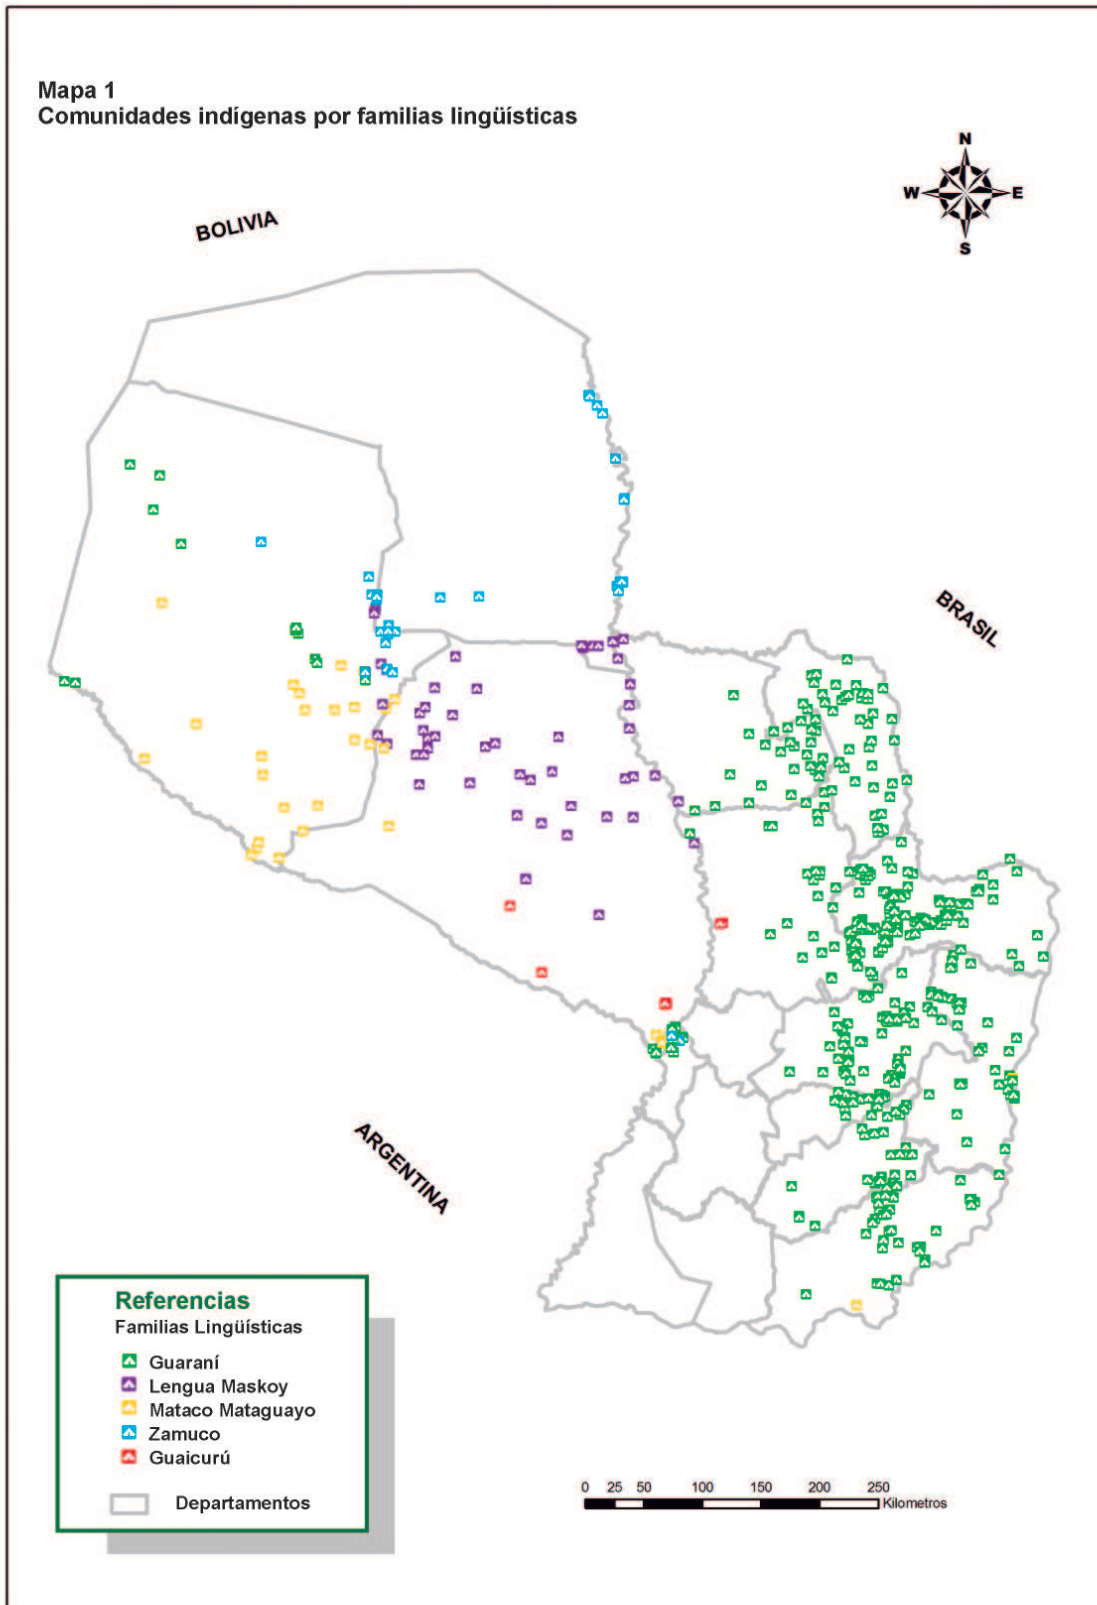 Mapa 1
Comunidades indígenas por familias lingüísticas
N
W
E
S
BOLIVIA
BRASIL
ARGENTINA
Referencias
Familias Lingüísticas
Guaraní
Lengua Maskoy
Mataco Mataguayo
Zamuco
Guaicurú
Departamentos
0 25 50 100 150 200 250
Kilometros